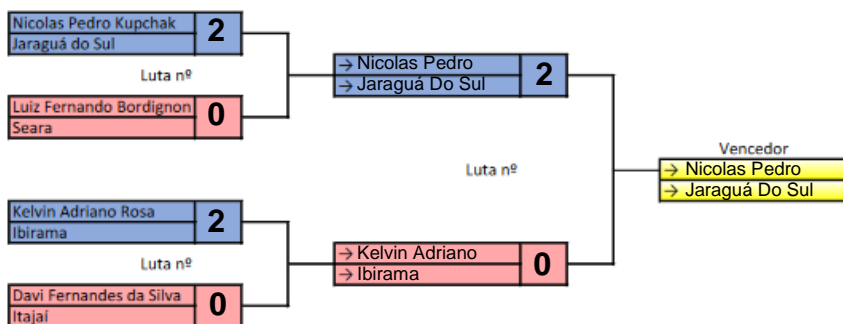 Nicolas Pedro Kupchak
Jaraguá do Sul
2
Luta nº
Luiz Fernando Bordignon
Seara
0
Kelvin Adriano Rosa
Ibirama
2
Luta nº
Davi Fernandes da Silva
Itajaí
0
→ Nicolas Pedro
→ Jaraguá Do Sul
2
Luta nº
→ Kelvin Adriano
→ Ibirama
0
Vencedor
→ Nicolas Pedro
→ Jaraguá Do Sul